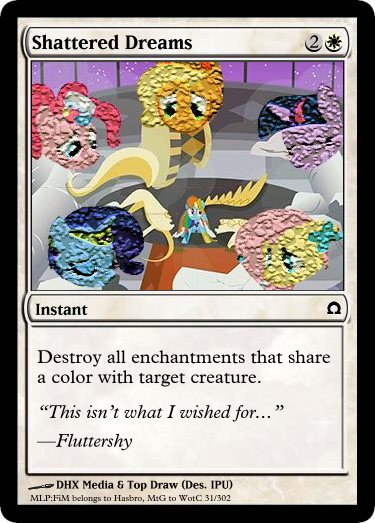 Shattered Dreams 2
Instant Ω
Destroy all enchantments that share
a color with target creature.
“This isn’t what I wished for…”
—Fluttershy
DHX Media & Top Draw (Des. IPU)
MLP:FiM belongs to Hasbro, MtG to WotC 31/302